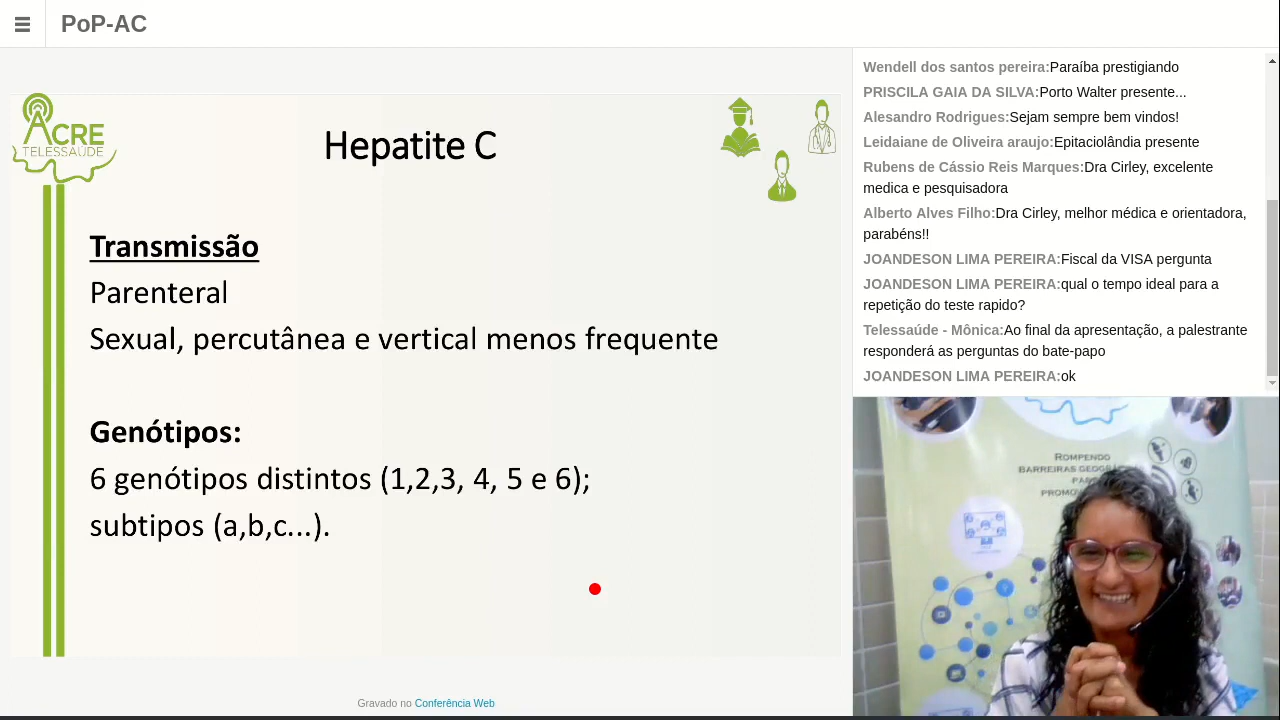 PoP-AC
ACRE
TELESSAÚDE
Hepatite C
Transmissão
Parenteral
Sexual, percutânea e vertical menos frequente
Genótipos:
6 genótipos distintos (1,2,3, 4, 5 e 6);
subtipos (a,b,c...).
Gravado no Conferência Web
Wendell dos santos pereira:Paraíba prestigiando
PRISCILA GAIA DA SILVA:Porto Walter presente...
Alesandro Rodrigues:Sejam sempre bem vindos!
Leidaiane de Oliveira araujo:Epitaciolândia presente
Rubens de Cássio Reis Marques:Dra Cirley, excelente
medica e pesquisadora
Alberto Alves Filho:Dra Cirley, melhor médica e orientadora,
parabéns!!
JOANDESON LIMA PEREIRA:Fiscal da VISA pergunta
JOANDESON LIMA PEREIRA:qual o tempo ideal para a
repetição do teste rapido?
Telessaúde - Mônica:Ao final da apresentação, a palestrante
responderá as perguntas do bate-papo
JOANDESON LIMA PEREIRA:ok
ROMPENDO
BARREIRAS